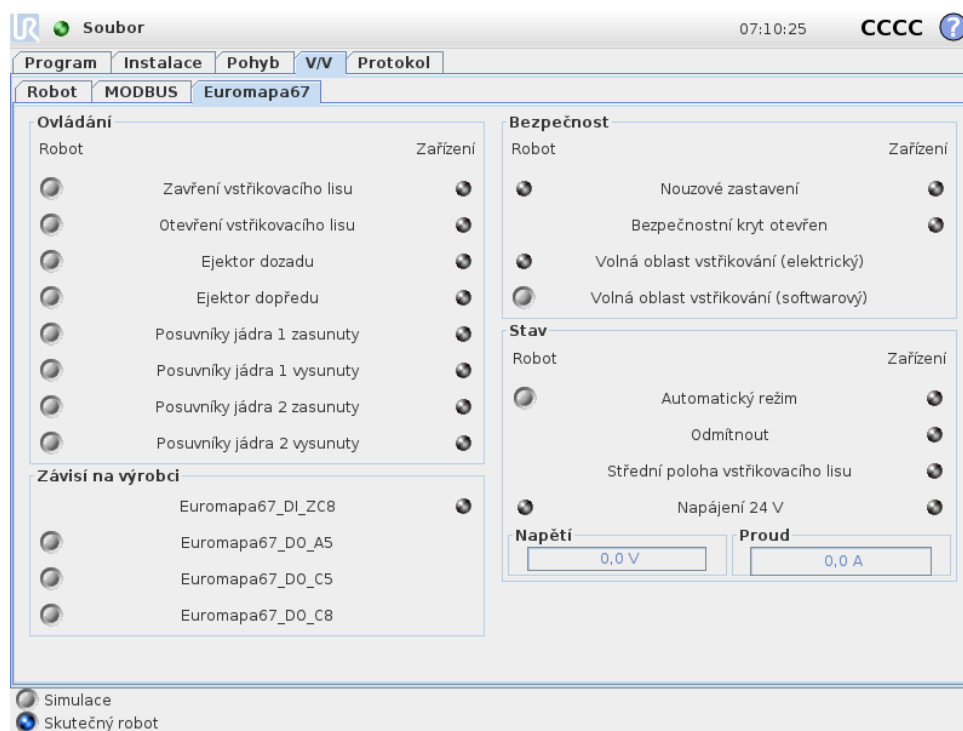 UR Soubor 07:10:25 CCCC ?
Program Instalace Pohyb V/V Protokol
Robot MODBUS Euromapa67
Ovládání
Robot Zařízení
Zavření vstřikovacího lisu
Otevření vstřikovacího lisu
Ejektor dozadu
Ejektor dopředu
Posuvníky jádra 1 zasunuty
Posuvníky jádra 1 vysunuty
Posuvníky jádra 2 zasunuty
Posuvníky jádra 2 vysunuty
Závisí na výrobci
Euromapa67_DI_ZC8
Euromapa67_DO_A5
Euromapa67_DO_C5
Euromapa67_DO_C8
Bezpečnost
Robot Zařízení
Nouzové zastavení
Bezpečnostní kryt otevřen
Volná oblast vstřikování (elektrický)
Volná oblast vstřikování (softwarový)
Stav
Robot Zařízení
Automatický režim
Odmítnout
Střední poloha vstřikovacího lisu
Napájení 24 V
Napětí Proud
0,0 V 0,0 A
Simulace
Skutečný robot